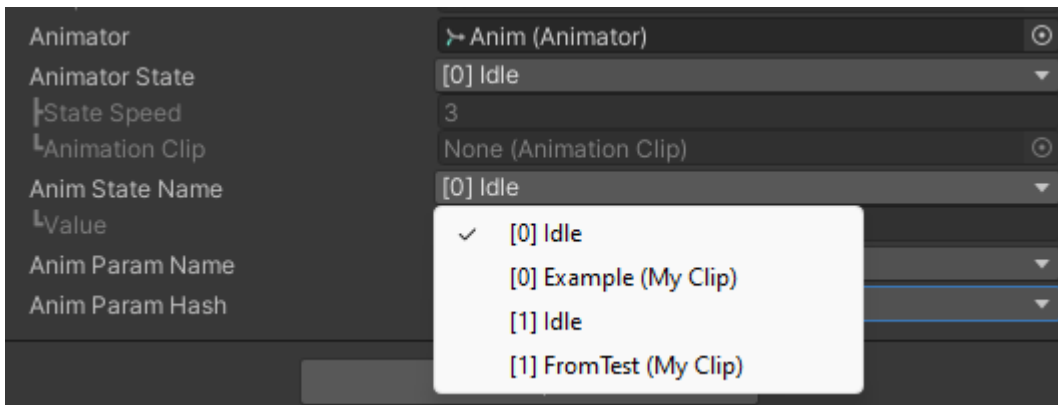 Animator Anim (Animator)
Animator State [0] Idle
State Speed 3
Animation Clip None (Animation Clip)
Anim State Name [0] Idle
Value
[0] Idle
Anim Param Name
[0] Example (My Clip)
Anim Param Hash
[1] Idle
[1] FromTest (My Clip)